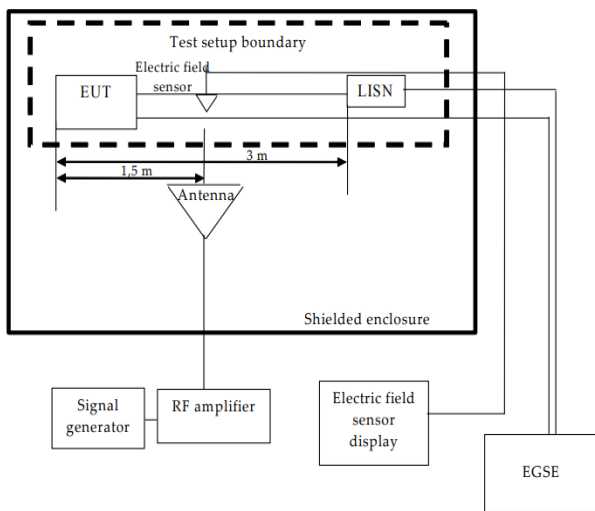 Test setup boundary
Electric field
sensor
EUT
LISN
3 m
1,5 m
Antenna
Shielded enclosure
Signal
generator
RF amplifier
Electric field
sensor
display
EGSE